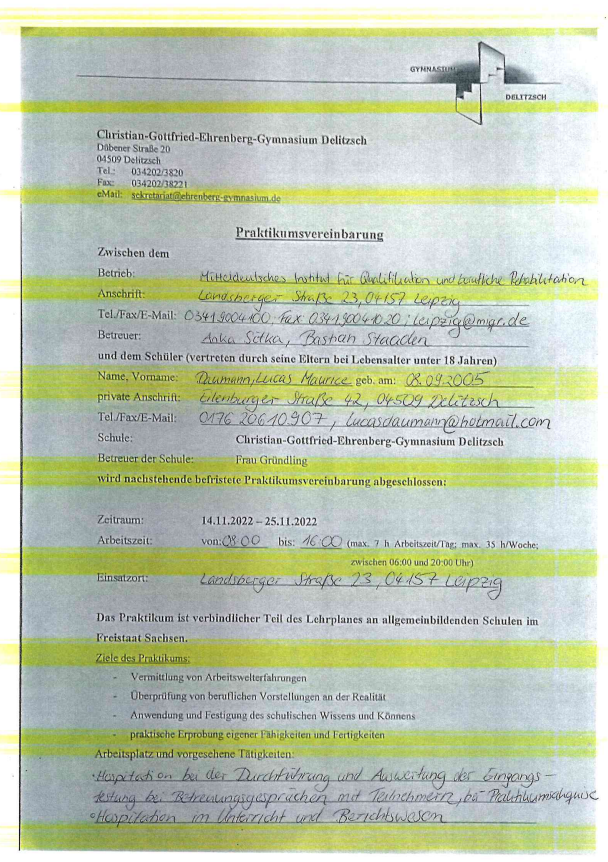 GYMNASIUM
DELITZSCH
Christian-Gottfried-Ehrenberg-Gymnasium Delitzsch
Dübener Straße 20
04509 Delitzsch
Tel.: 034202/3820
Fax: 034202/38221
eMail: sekretariat@ehrenberg-gymnasium.de
Praktikumsvereinbarung
Zwischen dem
Betrieb: Mitteldeutsches Institut für Qualifikation und berufliche Rehabilitation
Anschrift: Landsberger Straße 23, 04157 Leipzig
Tel./Fax/E-Mail: 0341 9004100, Fax 0341 90041020; leipzig@miqr.de
Betreuer: Anka Sotka, Bastian Staaden
und dem Schüler (vertreten durch seine Eltern bei Lebensalter unter 18 Jahren)
Name, Vorname: Daumann, Lucas Maurice geb. am: 08.09.2005
private Anschrift: Eilenburger Straße 42, 04509 Delitzsch
Tel./Fax/E-Mail: 0176 20610907, lucasdaumann@hotmail.com
Schule: Christian-Gottfried-Ehrenberg-Gymnasium Delitzsch
Betreuer der Schule: Frau Gründling
wird nachstehende befristete Praktikumsvereinbarung abgeschlossen:
Zeitraum: 14.11.2022 – 25.11.2022
Arbeitszeit: von: 08:00 bis: 16:00 (max. 7 h Arbeitszeit/Tag; max. 35 h/Woche;
zwischen 06:00 und 20:00 Uhr)
Einsatzort: Landsberger Straße 23, 04157 Leipzig
Das Praktikum ist verbindlicher Teil des Lehrplanes an allgemeinbildenden Schulen im
Freistaat Sachsen.
Ziele des Praktikums:
- Vermittlung von Arbeitswelterfahrungen
- Überprüfung von beruflichen Vorstellungen an der Realität
- Anwendung und Festigung des schulischen Wissens und Könnens
- praktische Erprobung eigener Fähigkeiten und Fertigkeiten
Arbeitsplatz und vorgesehene Tätigkeiten:
• Hospitation bei der Durchführung und Auswertung der Eingangs-
testung bei Betreuungsgesprächen mit Teilnehmern, bei Praktikumsakquise
• Hospitation im Unterricht und Berichtswesen